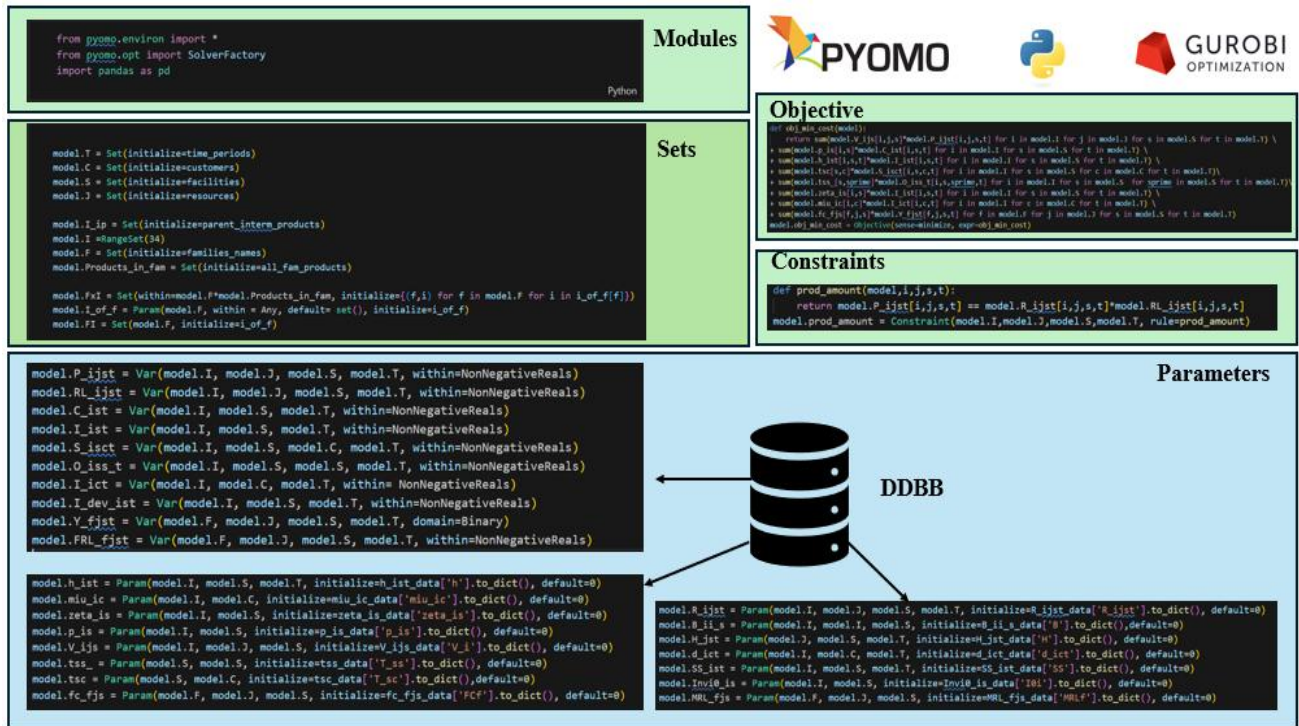 from pyomo.environ import *
from pyomo.opt import SolverFactory
import pandas as pd
Python
Modules
PYOMO
GUROBI
OPTIMIZATION
model.T = Set(initialize=time_periods)
model.C = Set(initialize=customers)
model.S = Set(initialize=facilities)
model.J = Set(initialize=resources)
model.I_ip = Set(initialize=parent_interm_products)
model.I =RangeSet(34)
model.F = Set(initialize=families_names)
model.Products_in_fam = Set(initialize=all_fam_products)
model.FxI = Set(within=model.F*model.Products_in_fam, initialize={(f,i) for f in model.F for i in i_of_f[f]})
model.I_of_f = Param(model.F, within = Any, default= set(), initialize=i_of_f)
model.FI = Set(model.F, initialize=i_of_f)
Sets
Objective
def obj_min_cost(model):
return sum(model.V_ijs[i,j,s]*model.P_ijst[i,j,s,t] for i in model.I for j in model.J for s in model.S for t in model.T) \
+ sum(model.p_is[i,s]*model.C_ist[i,s,t] for i in model.I for s in model.S for t in model.T) \
+ sum(model.h_ist[i,s,t]*model.I_ist[i,s,t] for i in model.I for s in model.S for t in model.T) \
+ sum(model.tsc[s,c]*model.S_isct[i,s,c,t] for i in model.I for s in model.S for c in model.C for t in model.T)\
+ sum(model.tss_[s,sprime]*model.O_iss_t[i,s,sprime,t] for i in model.I for s in model.S for sprime in model.S for t in model.T)\
+ sum(model.zeta_is[i,s]*model.I_ist[i,s,t] for i in model.I for s in model.S for t in model.T) \
+ sum(model.miu_ic[i,c]*model.I_ict[i,c,t] for i in model.I for c in model.C for t in model.T) \
+ sum(model.fc_fjs[f,j,s]*model.Y_fjst[f,j,s,t] for f in model.F for j in model.J for s in model.S for t in model.T)
model.obj_min_cost = Objective(sense=minimize, expr=obj_min_cost)
Constraints
def prod_amount(model,i,j,s,t):
return model.P_ijst[i,j,s,t] == model.R_ijst[i,j,s,t]*model.RL_ijst[i,j,s,t]
model.prod_amount = Constraint(model.I,model.J,model.S,model.T, rule=prod_amount)
Parameters
model.P_ijst = Var(model.I, model.J, model.S, model.T, within=NonNegativeReals)
model.RL_ijst = Var(model.I, model.J, model.S, model.T, within=NonNegativeReals)
model.C_ist = Var(model.I, model.S, model.T, within=NonNegativeReals)
model.I_ist = Var(model.I, model.S, model.T, within=NonNegativeReals)
model.S_isct = Var(model.I, model.S, model.C, model.T, within=NonNegativeReals)
model.O_iss_t = Var(model.I, model.S, model.S, model.T, within=NonNegativeReals)
model.I_ict = Var(model.I, model.C, model.T, within= NonNegativeReals)
model.I_dev_ist = Var(model.I, model.S, model.T, within=NonNegativeReals)
model.Y_fjst = Var(model.F, model.J, model.S, model.T, domain=Binary)
model.FRL_fjst = Var(model.F, model.J, model.S, model.T, within=NonNegativeReals)
DDBB
model.h_ist = Param(model.I, model.S, model.T, initialize=h_ist_data['h'].to_dict(), default=0)
model.miu_ic = Param(model.I, model.C, initialize=miu_ic_data['miu_ic'].to_dict(), default=0)
model.zeta_is = Param(model.I, model.S, initialize=zeta_is_data['zeta_is'].to_dict(), default=0)
model.p_is = Param(model.I, model.S, initialize=p_is_data['p_is'].to_dict(), default=0)
model.V_ijs = Param(model.I, model.J, model.S, initialize=V_ijs_data['V_i'].to_dict(), default=0)
model.tss_ = Param(model.S, model.S, initialize=tss_data['T_ss'].to_dict(), default=0)
model.tsc = Param(model.S, model.C, initialize=tsc_data['T_sc'].to_dict(),default=0)
model.fc_fjs = Param(model.F, model.J, model.S, initialize=fc_fjs_data['FCf'].to_dict(), default=0)
model.R_ijst = Param(model.I, model.J, model.S, model.T, initialize=R_ijst_data['R_ijst'].to_dict(), default=0)
model.B_ii_s = Param(model.I, model.I, model.S, initialize=B_ii_s_data['B'].to_dict(),default=0)
model.H_jst = Param(model.J, model.S, model.T, initialize=H_jst_data['H'].to_dict(), default=0)
model.d_ict = Param(model.I, model.C, model.T, initialize=d_ict_data['d_ict'].to_dict(), default=0)
model.SS_ist = Param(model.I, model.S, model.T, initialize=SS_ist_data['SS'].to_dict(), default=0)
model.Invi0_is = Param(model.I, model.S, initialize=Invi0_is_data['I0i'].to_dict(), default=0)
model.MRL_fjs = Param(model.F, model.J, model.S, initialize=MRL_fjs_data['MRLf'].to_dict(), default=0)